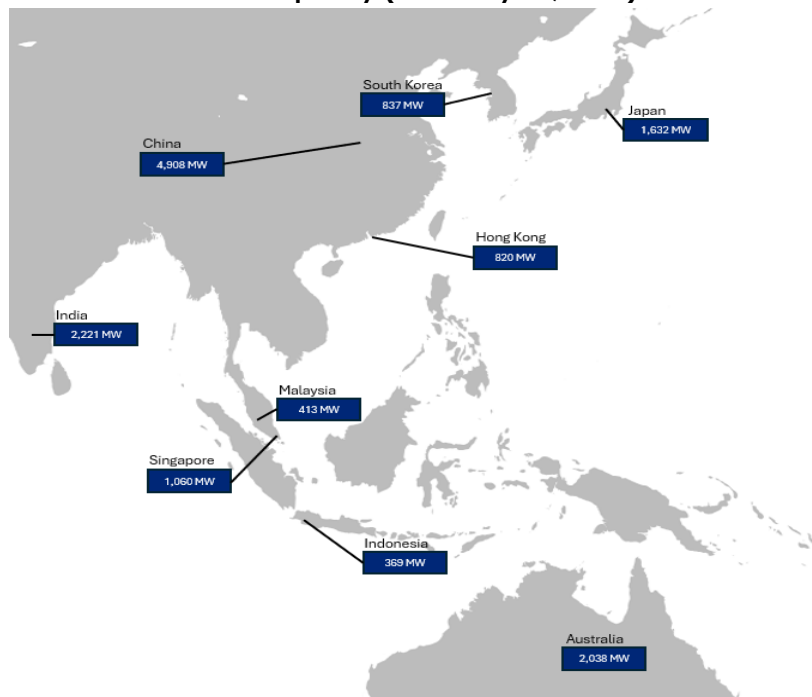 South Korea
837 MW
Japan
1,632 MW
China
4,908 MW
Hong Kong
820 MW
India
2,221 MW
Malaysia
413 MW
Singapore
1,060 MW
Indonesia
369 MW
Australia
2,038 MW